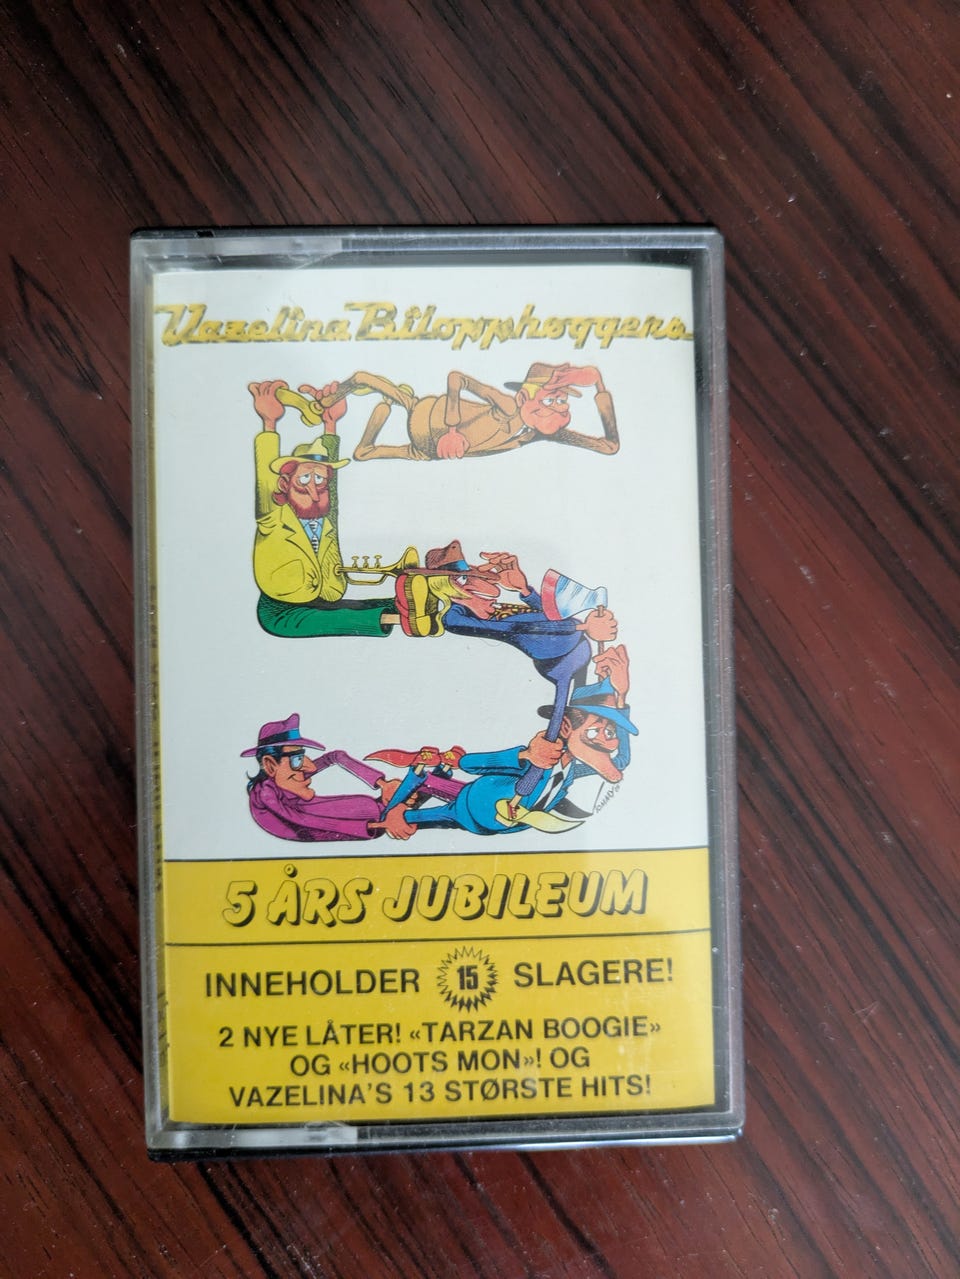 Vazelina Bilopphøggers
5 ÅRS JUBILEUM
INNEHOLDER 15 SLAGERE!
2 NYE LÅTER! «TARZAN BOOGIE»
OG «HOOTS MON»! OG
VAZELINA'S 13 STØRSTE HITS!